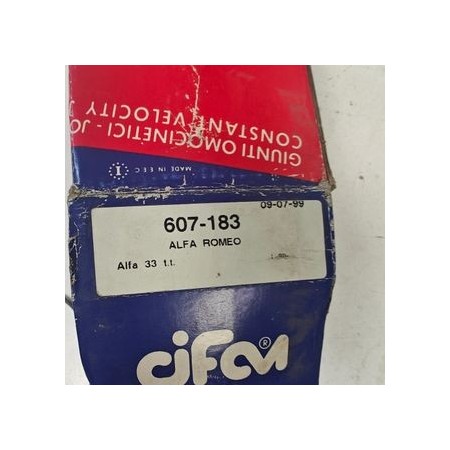 GIUNTI OMOCINETICI - JO
CONSTANT VELOCITY J
MADE IN E.E.C.
I
09-07-99
607-183
ALFA ROMEO
Alfa 33 t.t.
CIFAM®